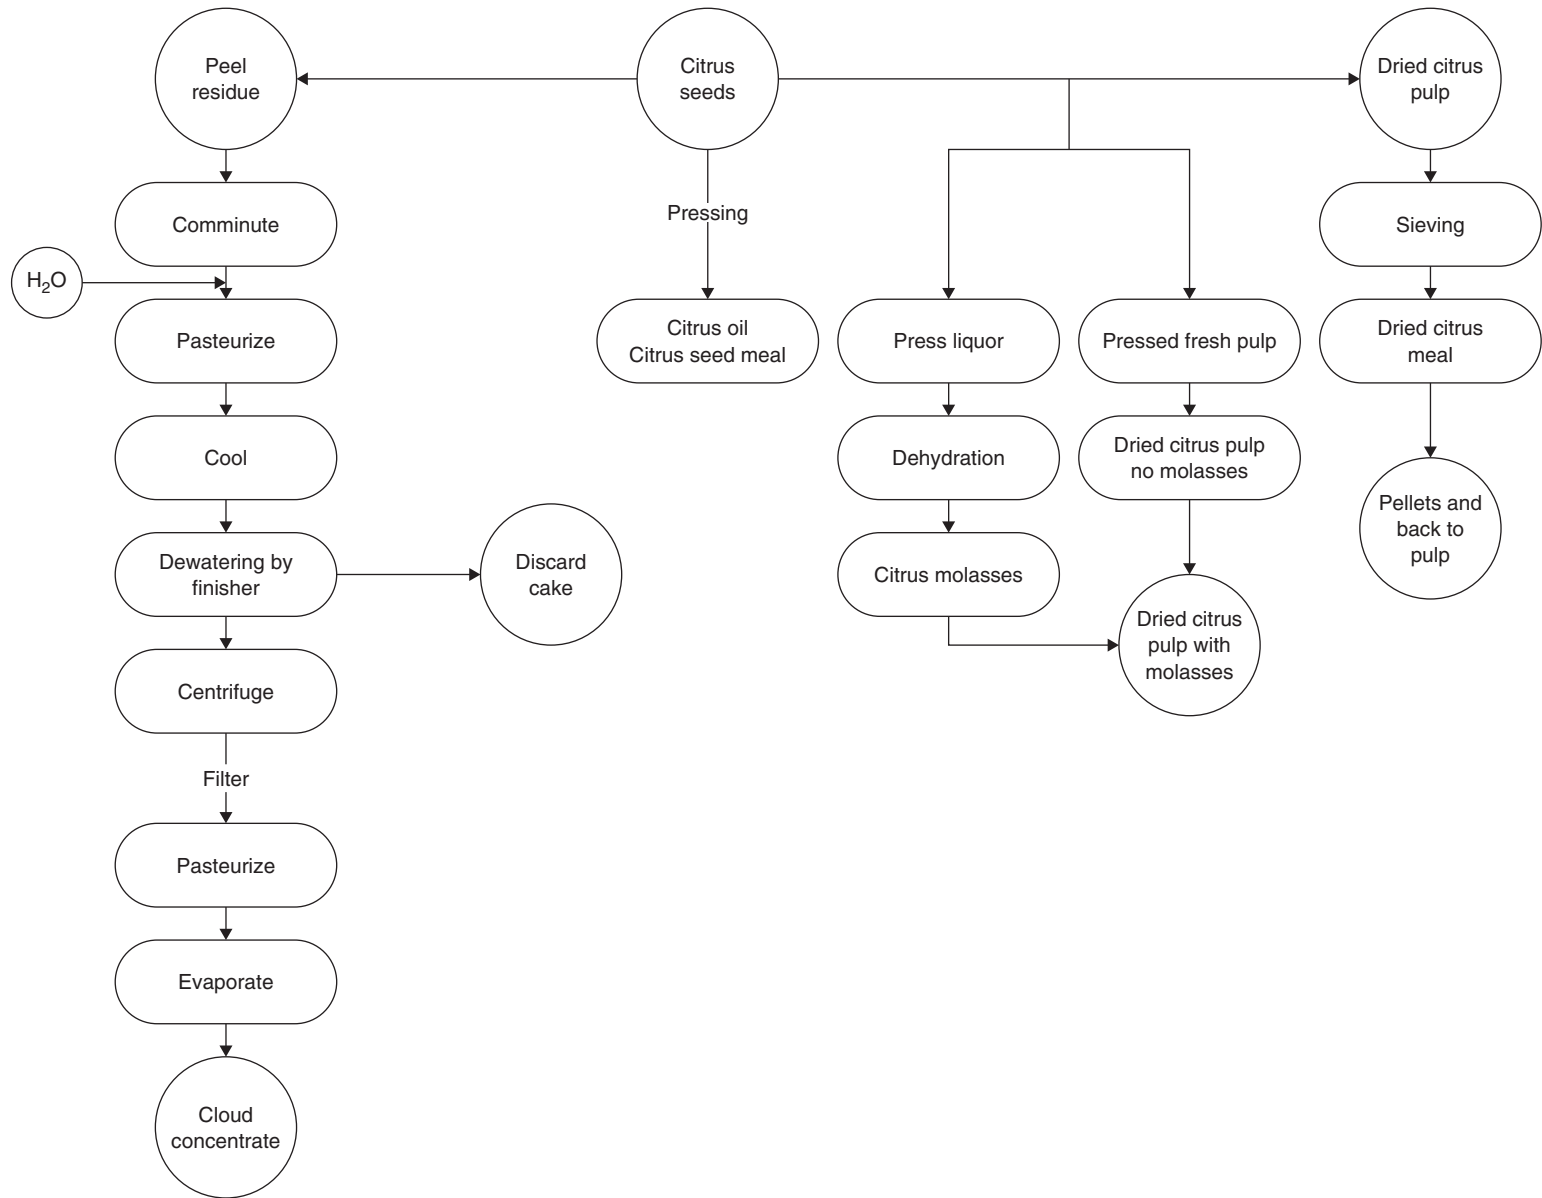 Peel
residue
Citrus
seeds
Dried citrus
pulp
Comminute
Pressing
Sieving
H₂O
Pasteurize
Citrus oil
Citrus seed meal
Press liquor
Pressed fresh pulp
Dried citrus
meal
Cool
Dehydration
Dried citrus pulp
no molasses
Pellets and
back to
pulp
Dewatering by
finisher
Discard
cake
Citrus molasses
Dried citrus
pulp with
molasses
Centrifuge
Filter
Pasteurize
Evaporate
Cloud
concentrate